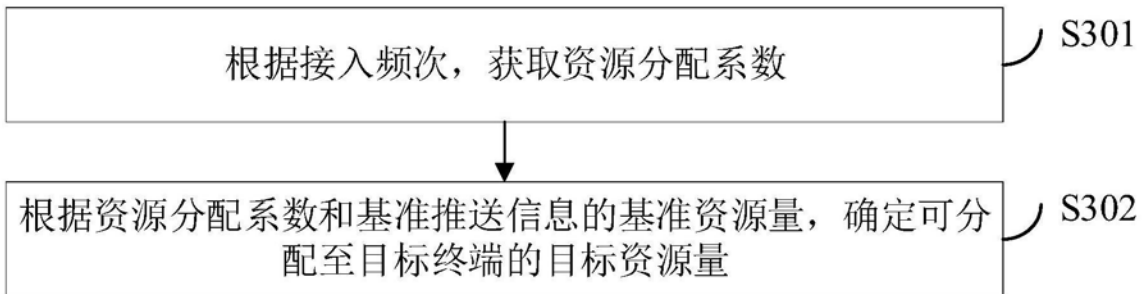 根据接入频次，获取资源分配系数
S301
根据资源分配系数和基准推送信息的基准资源量，确定可分
配至目标终端的目标资源量
S302